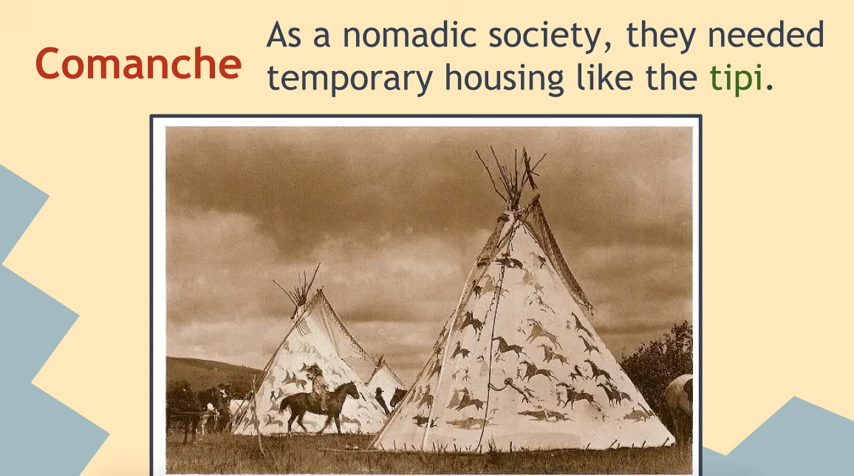 Comanche
As a nomadic society, they needed
temporary housing like the tipi.